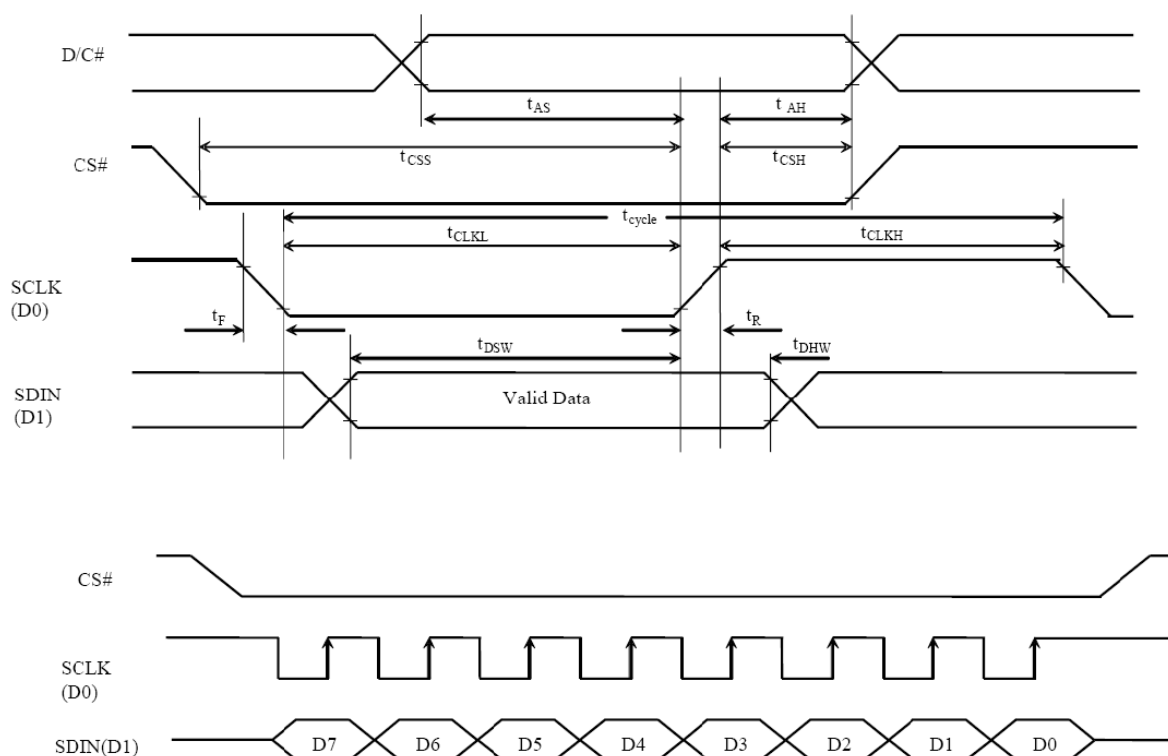 D/C#
tAS
t AH
CS#
tCSS
tCSH
tcycle
tCLKL
tCLKH
SCLK
(D0)
tF
tR
tDSW
tDHW
SDIN
(D1)
Valid Data
CS#
SCLK
(D0)
SDIN(D1)
D7 D6 D5 D4 D3 D2 D1 D0